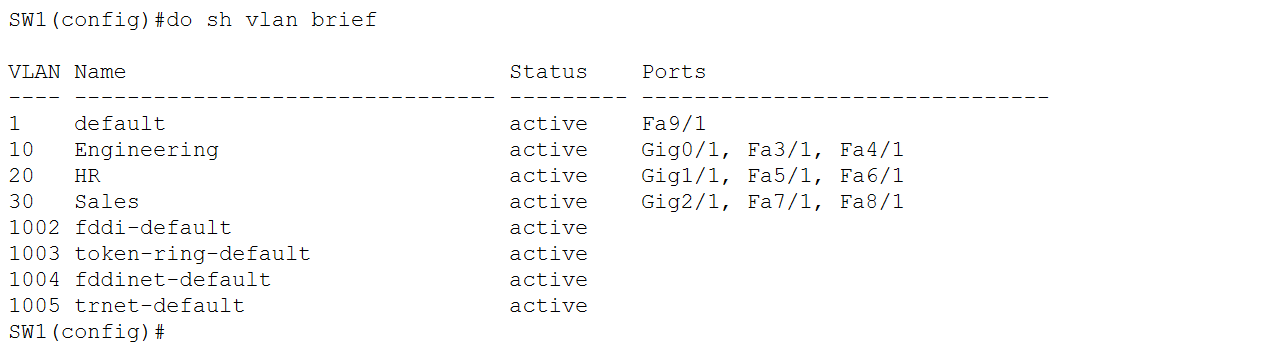 SW1(config)#do sh vlan brief

VLAN Name                             Status    Ports
---- -------------------------------- --------- -------------------------------
1    default                          active    Fa9/1
10   Engineering                      active    Gig0/1, Fa3/1, Fa4/1
20   HR                               active    Gig1/1, Fa5/1, Fa6/1
30   Sales                            active    Gig2/1, Fa7/1, Fa8/1
1002 fddi-default                     active
1003 token-ring-default               active
1004 fddinet-default                  active
1005 trnet-default                    active
SW1(config)#